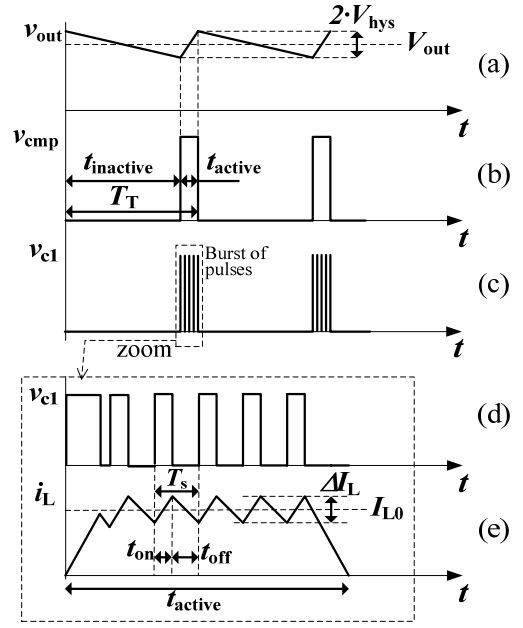 v_out
2·V_hys
V_out
(a)
t
v_cmp
t_inactive
t_active
T_T
(b)
t
v_c1
Burst of
pulses
(c)
zoom
t
v_c1
(d)
t
i_L
T_s
ΔI_L
I_L0
(e)
t_on
t_off
t_active
t